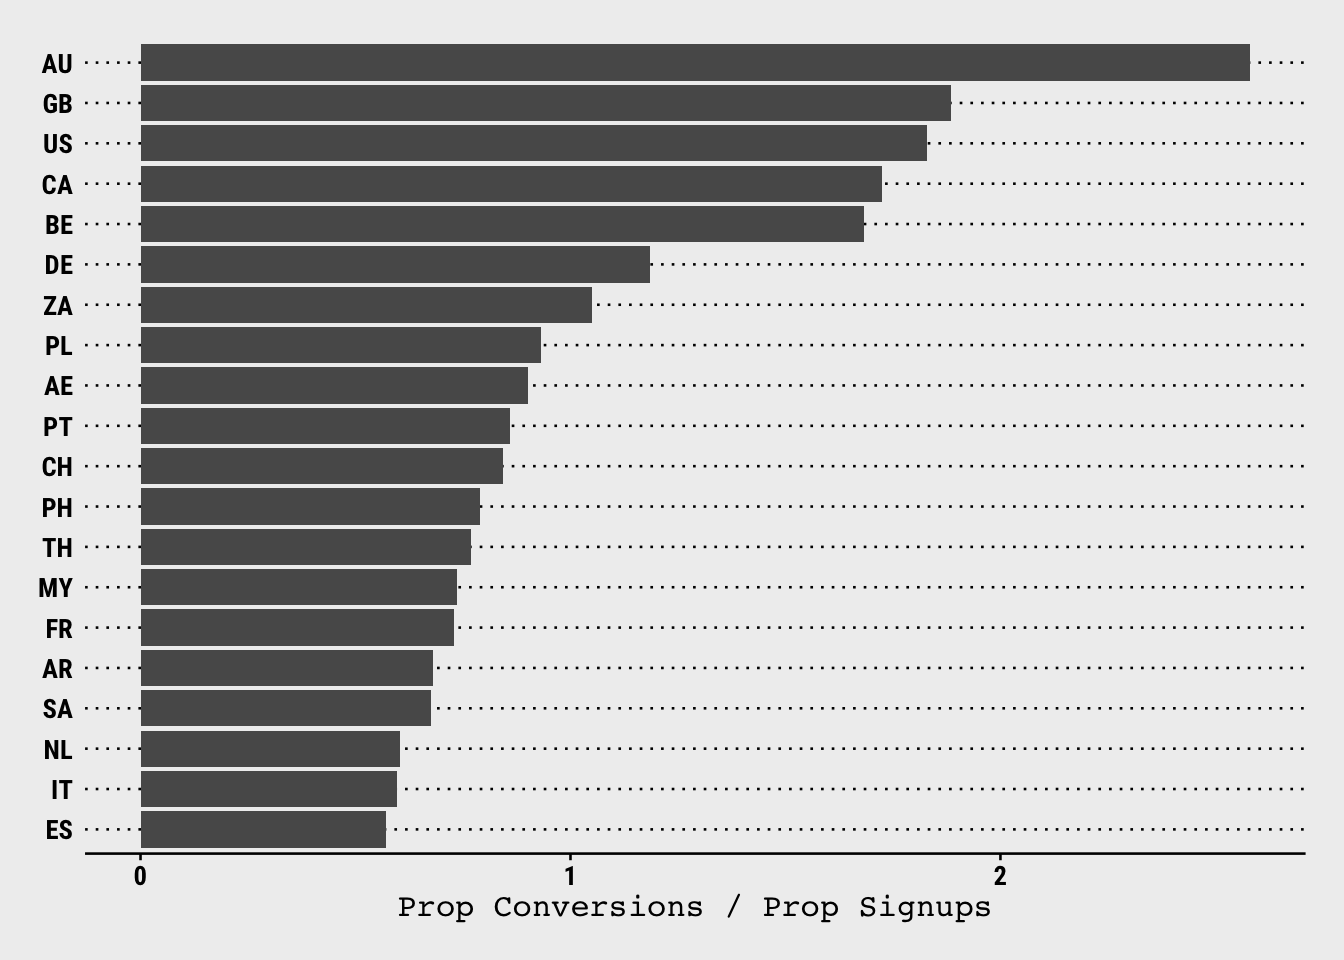 AU
GB
US
CA
BE
DE
ZA
PL
AE
PT
CH
PH
TH
MY
FR
AR
SA
NL
IT
ES
0 1 2
Prop Conversions / Prop Signups